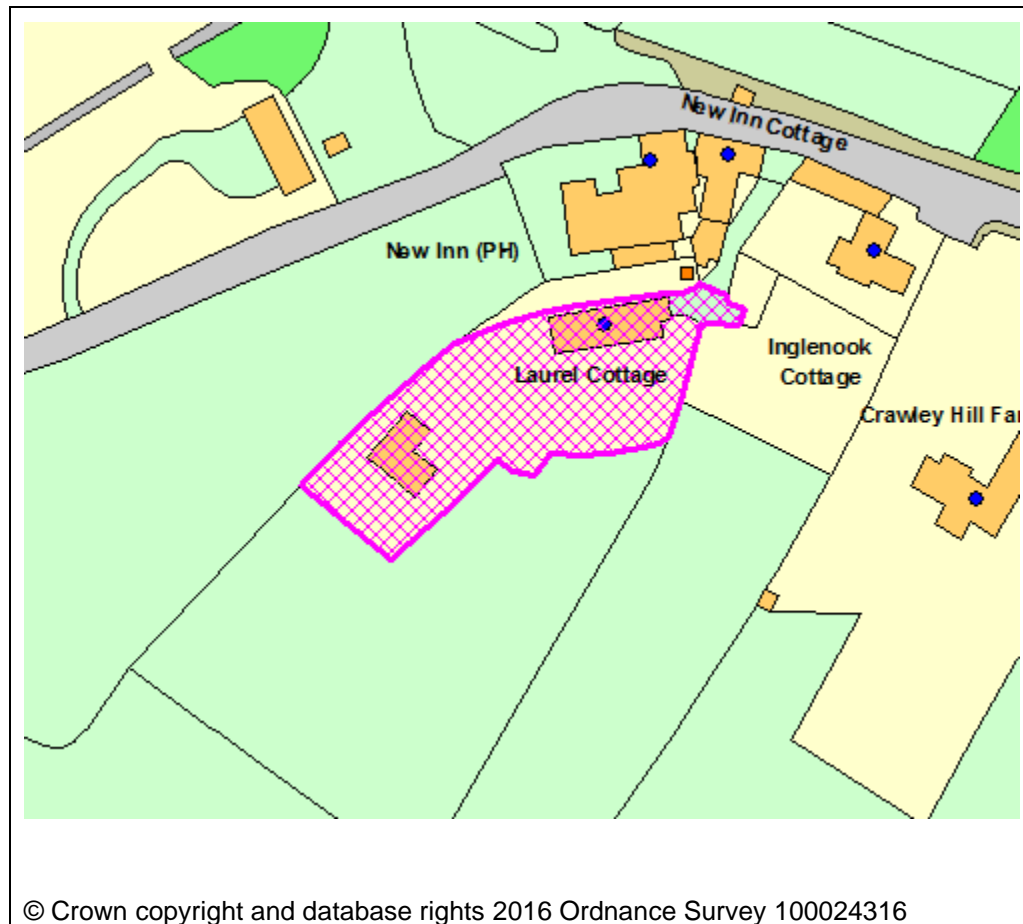 New Inn Cottage
New Inn (PH)
Inglenook
Cottage
Laurel Cottage
Crawley Hill Far
© Crown copyright and database rights 2016 Ordnance Survey 100024316